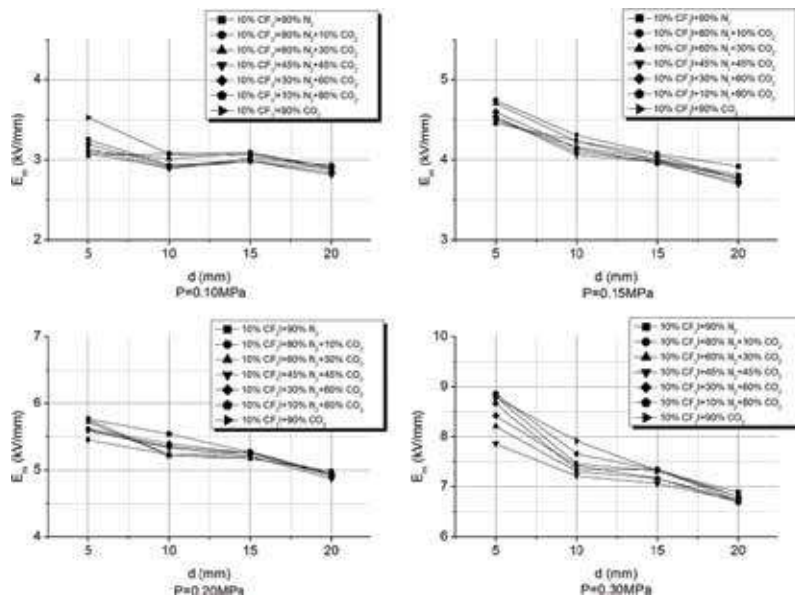 10% CF₃I+90% N₂
10% CF₃I+80% N₂+10% CO₂
10% CF₃I+60% N₂+30% CO₂
10% CF₃I+45% N₂+45% CO₂
10% CF₃I+30% N₂+60% CO₂
10% CF₃I+10% N₂+80% CO₂
10% CF₃I+90% CO₂
4
3
2
Eₘ (kV/mm)
5 10 15 20
d (mm)
P=0.10MPa
10% CF₃I+90% N₂
10% CF₃I+80% N₂+10% CO₂
10% CF₃I+60% N₂+30% CO₂
10% CF₃I+45% N₂+45% CO₂
10% CF₃I+30% N₂+60% CO₂
10% CF₃I+10% N₂+80% CO₂
10% CF₃I+90% CO₂
5
4
3
Eₘ (kV/mm)
5 10 15 20
d (mm)
P=0.15MPa
7
6
5
4
Eₘ (kV/mm)
10% CF₃I+90% N₂
10% CF₃I+80% N₂+10% CO₂
10% CF₃I+60% N₂+30% CO₂
10% CF₃I+45% N₂+45% CO₂
10% CF₃I+30% N₂+60% CO₂
10% CF₃I+10% N₂+80% CO₂
10% CF₃I+90% CO₂
5 10 15 20
d (mm)
P=0.20MPa
10% CF₃I+90% N₂
10% CF₃I+80% N₂+10% CO₂
10% CF₃I+60% N₂+30% CO₂
10% CF₃I+45% N₂+45% CO₂
10% CF₃I+30% N₂+60% CO₂
10% CF₃I+10% N₂+80% CO₂
10% CF₃I+90% CO₂
9
8
7
6
Eₘ (kV/mm)
5 10 15 20
d (mm)
P=0.30MPa